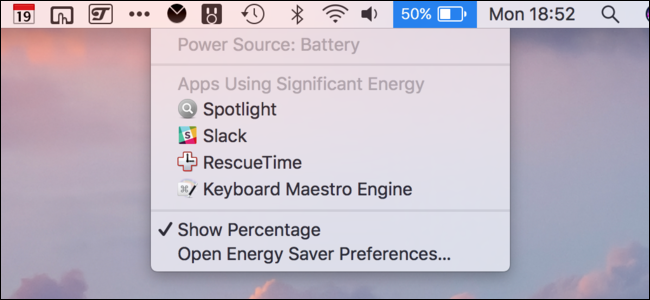 19
50%
Mon 18:52
Power Source: Battery
Apps Using Significant Energy
Spotlight
Slack
RescueTime
Keyboard Maestro Engine
✓ Show Percentage
Open Energy Saver Preferences...